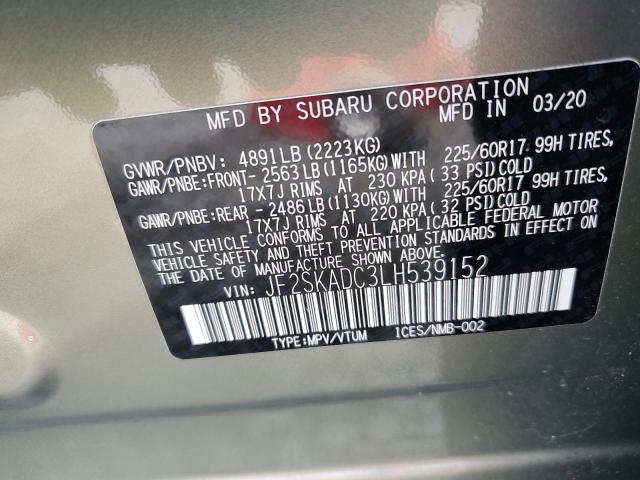 MFD BY SUBARU CORPORATION
MFD IN 03/20
GVWR/PNBV: 4891LB(2223KG)
GAWR/PNBE:FRONT- 2563LB(1165KG)WITH 225/60R17 99H TIRES,
17X7J RIMS AT 230 KPA( 33 PSI)COLD
GAWR/PNBE:REAR - 2486LB(1130KG)WITH 225/60R17 99H TIRES,
17X7J RIMS AT 220 KPA( 32 PSI)COLD
THIS VEHICLE CONFORMS TO ALL APPLICABLE FEDERAL MOTOR
VEHICLE SAFETY AND THEFT PREVENTION STANDARDS IN EFFECT ON
THE DATE OF MANUFACTURE SHOWN ABOVE.
VIN: JF2SKADC3LH539152
TYPE:MPV/VTUM ICES/NMB-002